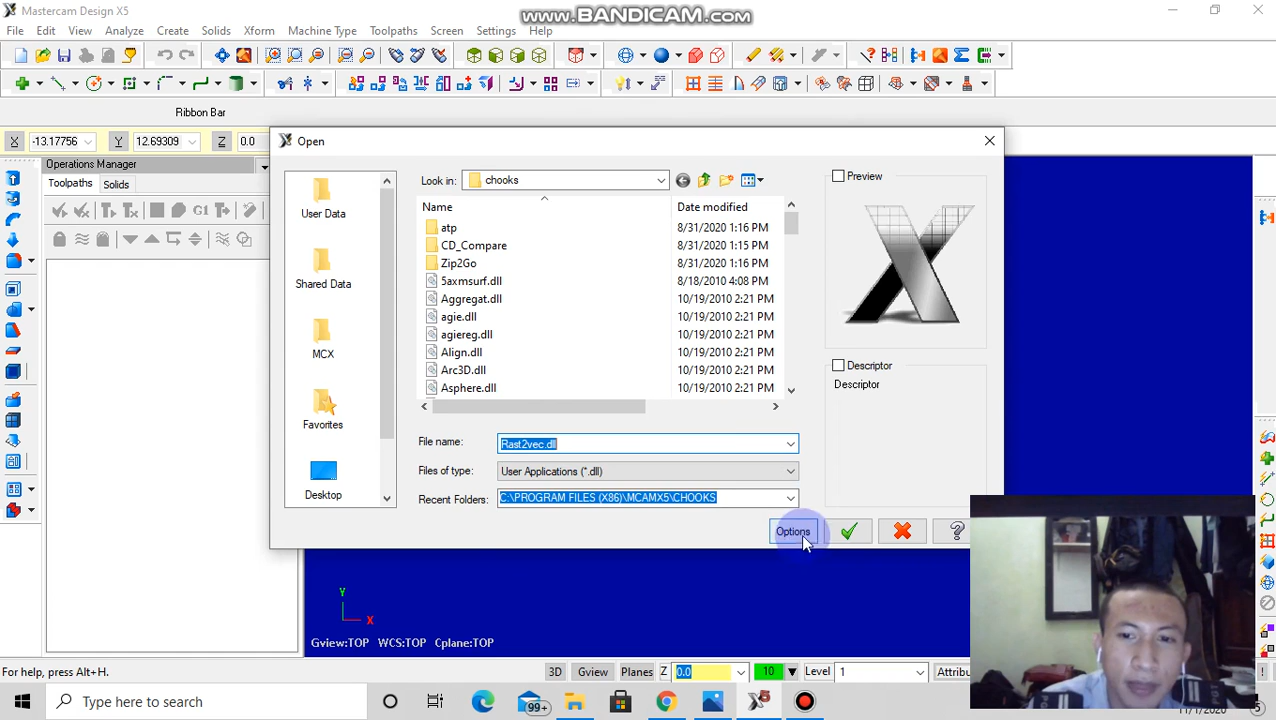 Mastercam Design X5
www.BANDICAM.com
File Edit View Analyze Create Solids Xform Machine Type Toolpaths Screen Settings Help
Ribbon Bar
X -13.17756 Y 12.69309 Z 0.0
Operations Manager
Toolpaths Solids
G1
Open
Look in: chooks
Preview
Name Date modified
atp 8/31/2020 1:16 PM
CD_Compare 8/31/2020 1:15 PM
Zip2Go 8/31/2020 1:16 PM
5axmsurf.dll 8/18/2010 4:08 PM
Aggregat.dll 10/19/2010 2:21 PM
agie.dll 10/19/2010 2:21 PM
agiereg.dll 10/19/2010 2:21 PM
Align.dll 10/19/2010 2:21 PM
Arc3D.dll 10/19/2010 2:21 PM
Asphere.dll 10/19/2010 2:21 PM
User Data
Shared Data
MCX
Favorites
Desktop
Descriptor
Descriptor
File name: Rast2vec.dll
Files of type: User Applications (*.dll)
Recent Folders: C:\PROGRAM FILES (X86)\MCAMX5\CHOOKS
Options
Y
X
Gview:TOP WCS:TOP Cplane:TOP
For help, press Alt+H.
3D Gview Planes Z 0.0 10 Level 1 Attribu
Type here to search
99+
11/1/2020
5